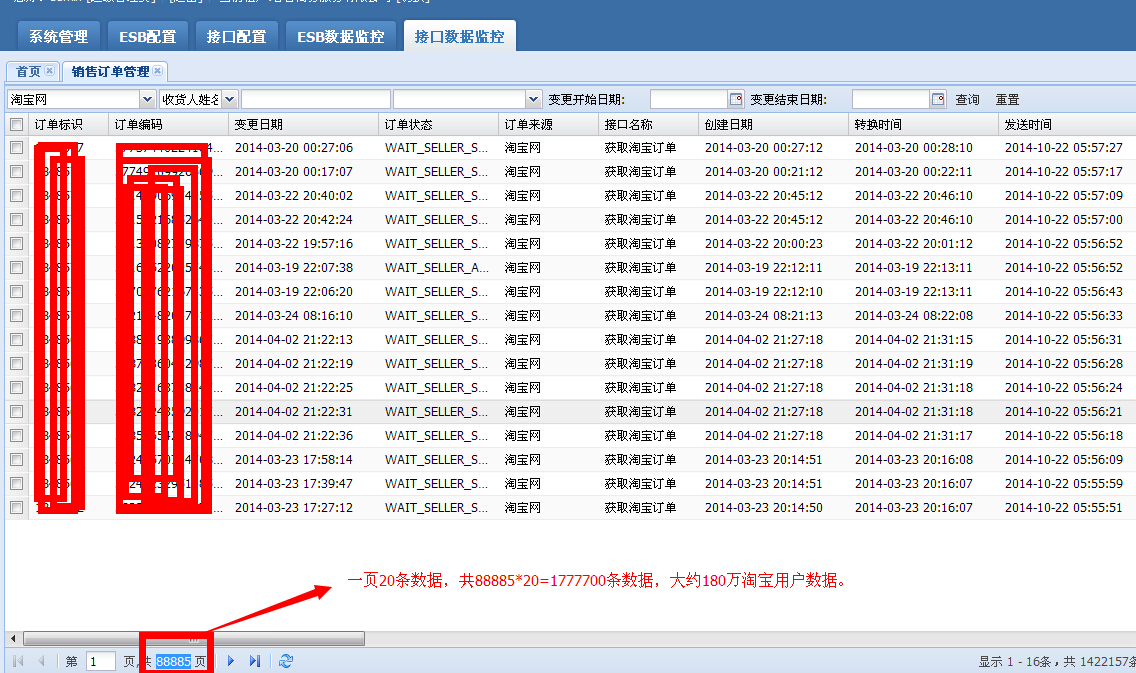 系统管理 ESB配置 接口配置 ESB数据监控 接口数据监控
首页 销售订单管理
淘宝网 收货人姓名 变更开始日期: 变更结束日期: 查询 重置
订单标识 订单编码 变更日期 订单状态 订单来源 接口名称 创建日期 转换时间 发送时间
2014-03-20 00:27:06 WAIT_SELLER_S... 淘宝网 获取淘宝订单 2014-03-20 00:27:12 2014-03-20 00:28:10 2014-10-22 05:57:27
2014-03-20 00:17:07 WAIT_SELLER_S... 淘宝网 获取淘宝订单 2014-03-20 00:21:12 2014-03-20 00:22:11 2014-10-22 05:57:17
2014-03-22 20:40:02 WAIT_SELLER_S... 淘宝网 获取淘宝订单 2014-03-22 20:45:12 2014-03-22 20:46:10 2014-10-22 05:57:09
2014-03-22 20:42:24 WAIT_SELLER_S... 淘宝网 获取淘宝订单 2014-03-22 20:45:12 2014-03-22 20:46:10 2014-10-22 05:57:00
2014-03-22 19:57:16 WAIT_SELLER_S... 淘宝网 获取淘宝订单 2014-03-22 20:00:23 2014-03-22 20:01:12 2014-10-22 05:56:52
2014-03-19 22:07:38 WAIT_SELLER_A... 淘宝网 获取淘宝订单 2014-03-19 22:12:11 2014-03-19 22:13:11 2014-10-22 05:56:52
2014-03-19 22:06:20 WAIT_SELLER_S... 淘宝网 获取淘宝订单 2014-03-19 22:12:10 2014-03-19 22:13:11 2014-10-22 05:56:43
2014-03-24 08:16:10 WAIT_SELLER_S... 淘宝网 获取淘宝订单 2014-03-24 08:21:13 2014-03-24 08:22:08 2014-10-22 05:56:33
2014-04-02 21:22:13 WAIT_SELLER_S... 淘宝网 获取淘宝订单 2014-04-02 21:27:18 2014-04-02 21:31:15 2014-10-22 05:56:31
2014-04-02 21:22:19 WAIT_SELLER_S... 淘宝网 获取淘宝订单 2014-04-02 21:27:18 2014-04-02 21:31:19 2014-10-22 05:56:28
2014-04-02 21:22:25 WAIT_SELLER_S... 淘宝网 获取淘宝订单 2014-04-02 21:27:18 2014-04-02 21:31:18 2014-10-22 05:56:24
2014-04-02 21:22:31 WAIT_SELLER_S... 淘宝网 获取淘宝订单 2014-04-02 21:27:18 2014-04-02 21:31:18 2014-10-22 05:56:21
2014-04-02 21:22:36 WAIT_SELLER_S... 淘宝网 获取淘宝订单 2014-04-02 21:27:18 2014-04-02 21:31:17 2014-10-22 05:56:18
2014-03-23 17:58:14 WAIT_SELLER_S... 淘宝网 获取淘宝订单 2014-03-23 20:14:51 2014-03-23 20:16:08 2014-10-22 05:56:09
2014-03-23 17:39:47 WAIT_SELLER_S... 淘宝网 获取淘宝订单 2014-03-23 20:14:51 2014-03-23 20:16:07 2014-10-22 05:55:59
2014-03-23 17:27:12 WAIT_SELLER_S... 淘宝网 获取淘宝订单 2014-03-23 20:14:50 2014-03-23 20:16:07 2014-10-22 05:55:51
一页20条数据，共88885*20=1777700条数据，大约180万淘宝用户数据。
第 1 页,共 88885 页 显示 1 - 16条，共 1422157条